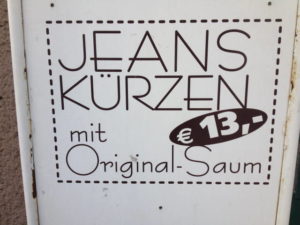 JEANS
KÜRZEN
€ 13,-
mit
Original-Saum